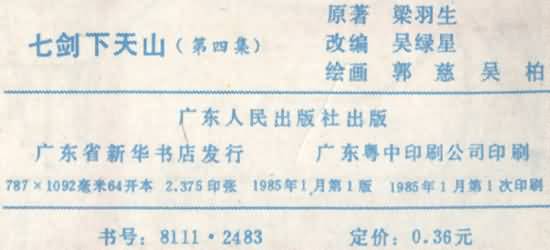 原著 梁羽生
七剑下天山（第四集） 改编 吴绿星
绘画 郭慈 吴柏
广东人民出版社出版
广东省新华书店发行 广东粤中印刷公司印刷
787×1092毫米64开本 2.375印张 1985年1月第1版 1985年1月第1次印刷
书号：8111·2483 定价：0.36元